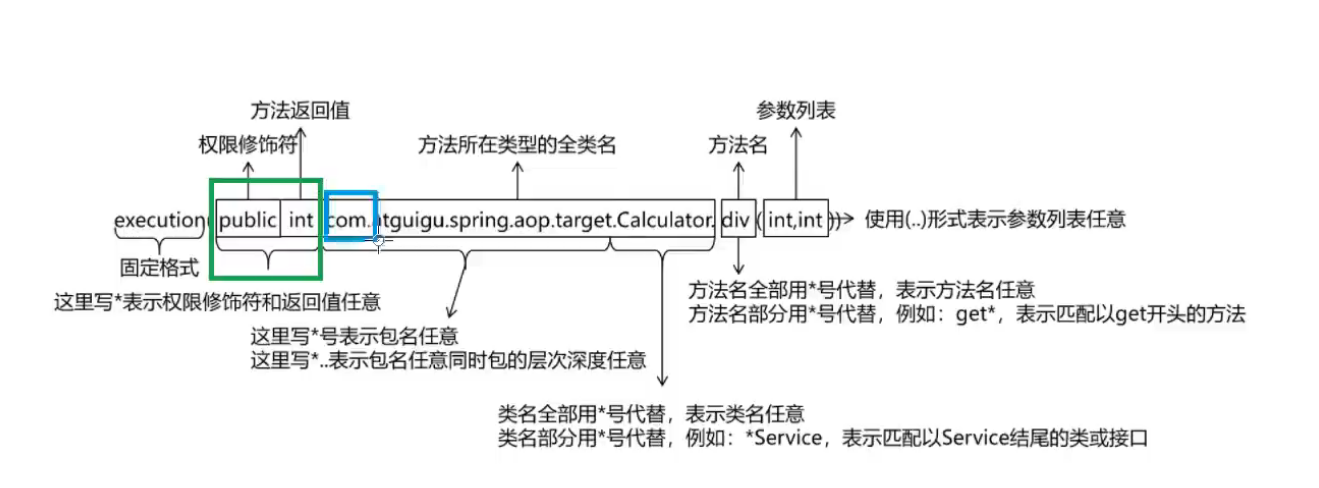 方法返回值
参数列表
权限修饰符
方法所在类型的全类名
方法名
execution(public int com.atguigu.spring.aop.target.Calculator.div(int,int))
使用(..)形式表示参数列表任意
固定格式
这里写*表示权限修饰符和返回值任意
方法名全部用*号代替，表示方法名任意
方法名部分用*号代替，例如：get*，表示匹配以get开头的方法
这里写*号表示包名任意
这里写*..表示包名任意同时包的层次深度任意
类名全部用*号代替，表示类名任意
类名部分用*号代替，例如：*Service，表示匹配以Service结尾的类或接口